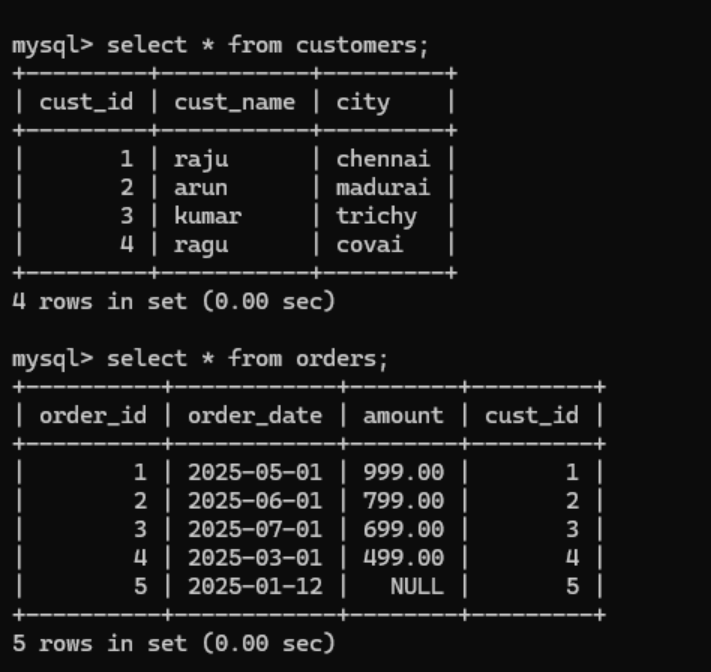 mysql> select * from customers;
+---------+-----------+---------+
| cust_id | cust_name | city    |
+---------+-----------+---------+
|       1 | raju      | chennai |
|       2 | arun      | madurai |
|       3 | kumar     | trichy  |
|       4 | ragu      | covai   |
+---------+-----------+---------+
4 rows in set (0.00 sec)
mysql> select * from orders;
+----------+------------+--------+---------+
| order_id | order_date | amount | cust_id |
+----------+------------+--------+---------+
|        1 | 2025-05-01 | 999.00 |       1 |
|        2 | 2025-06-01 | 799.00 |       2 |
|        3 | 2025-07-01 | 699.00 |       3 |
|        4 | 2025-03-01 | 499.00 |       4 |
|        5 | 2025-01-12 |   NULL |       5 |
+----------+------------+--------+---------+
5 rows in set (0.00 sec)